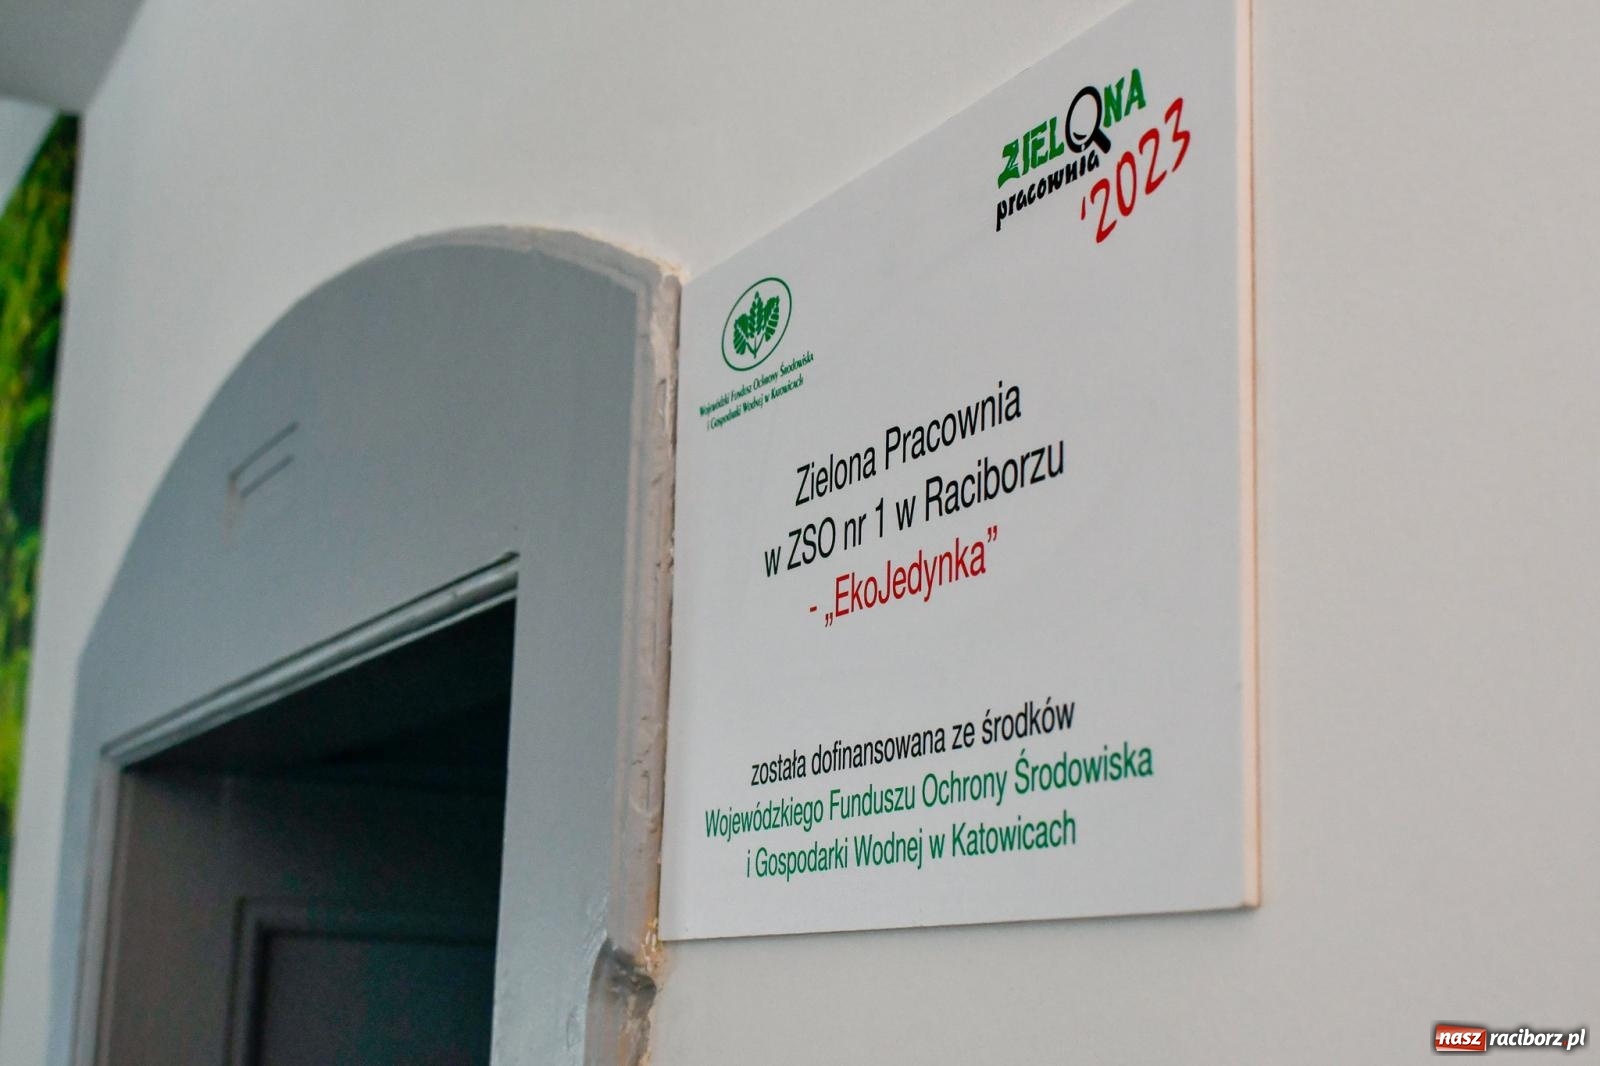 ZIELONA
pracownia
'2023
Wojewódzki Fundusz Ochrony Środowiska
i Gospodarki Wodnej w Katowicach
Zielona Pracownia
w ZSO nr 1 w Raciborzu
- „EkoJedynka”
została dofinansowana ze środków
Wojewódzkiego Funduszu Ochrony Środowiska
i Gospodarki Wodnej w Katowicach
nasz raciborz.pl